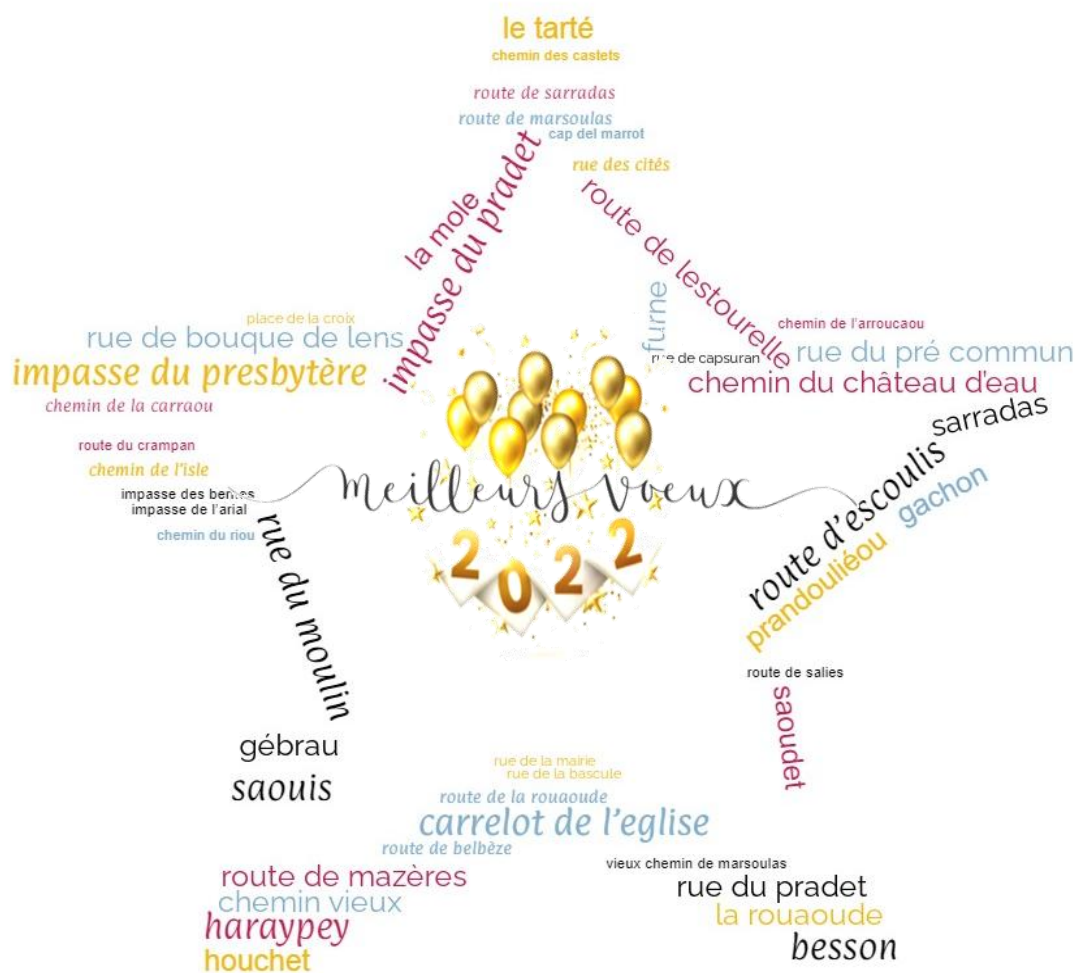 le tarté
chemin des castets
route de sarradas
route de marsoulas
cap del marrot
rue des cités
impasse du pradet
la mole
route de lestourelle
furne
place de la croix
rue de bouque de lens
impasse du presbytère
chemin de la carraou
chemin de l'arroucaou
rue de capsuran
rue du pré commun
chemin du château d'eau
sarradas
route du crampan
chemin de l'isle
impasse des bernes
impasse de l'arial
chemin du riou
meilleurs voeux
2022
route d'escoulis
gachon
prandouliéou
rue du moulin
route de salies
saoudet
gébrau
saouis
rue de la mairie
rue de la bascule
route de la rouaoude
carrelot de l'eglise
route de belbèze
vieux chemin de marsoulas
route de mazères
rue du pradet
chemin vieux
la rouaoude
haraypey
besson
houchet